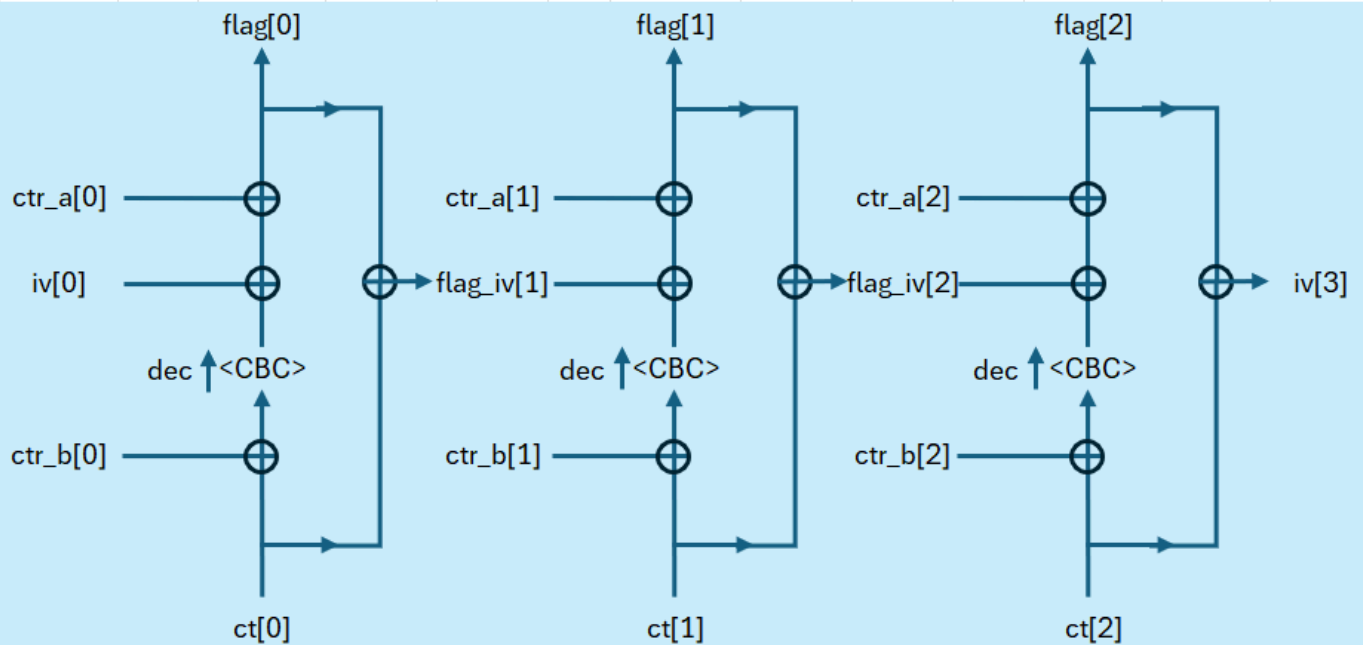 flag[0]
flag[1]
flag[2]
ctr_a[0]
ctr_a[1]
ctr_a[2]
iv[0]
flag_iv[1]
flag_iv[2]
iv[3]
dec <CBC>
dec <CBC>
dec <CBC>
ctr_b[0]
ctr_b[1]
ctr_b[2]
ct[0]
ct[1]
ct[2]